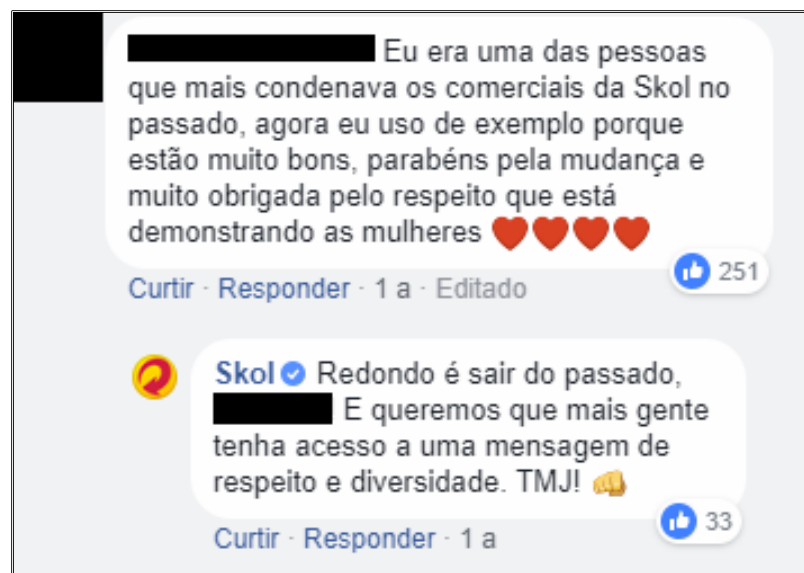 Eu era uma das pessoas
que mais condenava os comerciais da Skol no
passado, agora eu uso de exemplo porque
estão muito bons, parabéns pela mudança e
muito obrigada pelo respeito que está
demonstrando as mulheres ❤❤❤❤
251
Curtir · Responder · 1 a · Editado
Skol Redondo é sair do passado,
E queremos que mais gente
tenha acesso a uma mensagem de
respeito e diversidade. TMJ! 👊
33
Curtir · Responder · 1 a